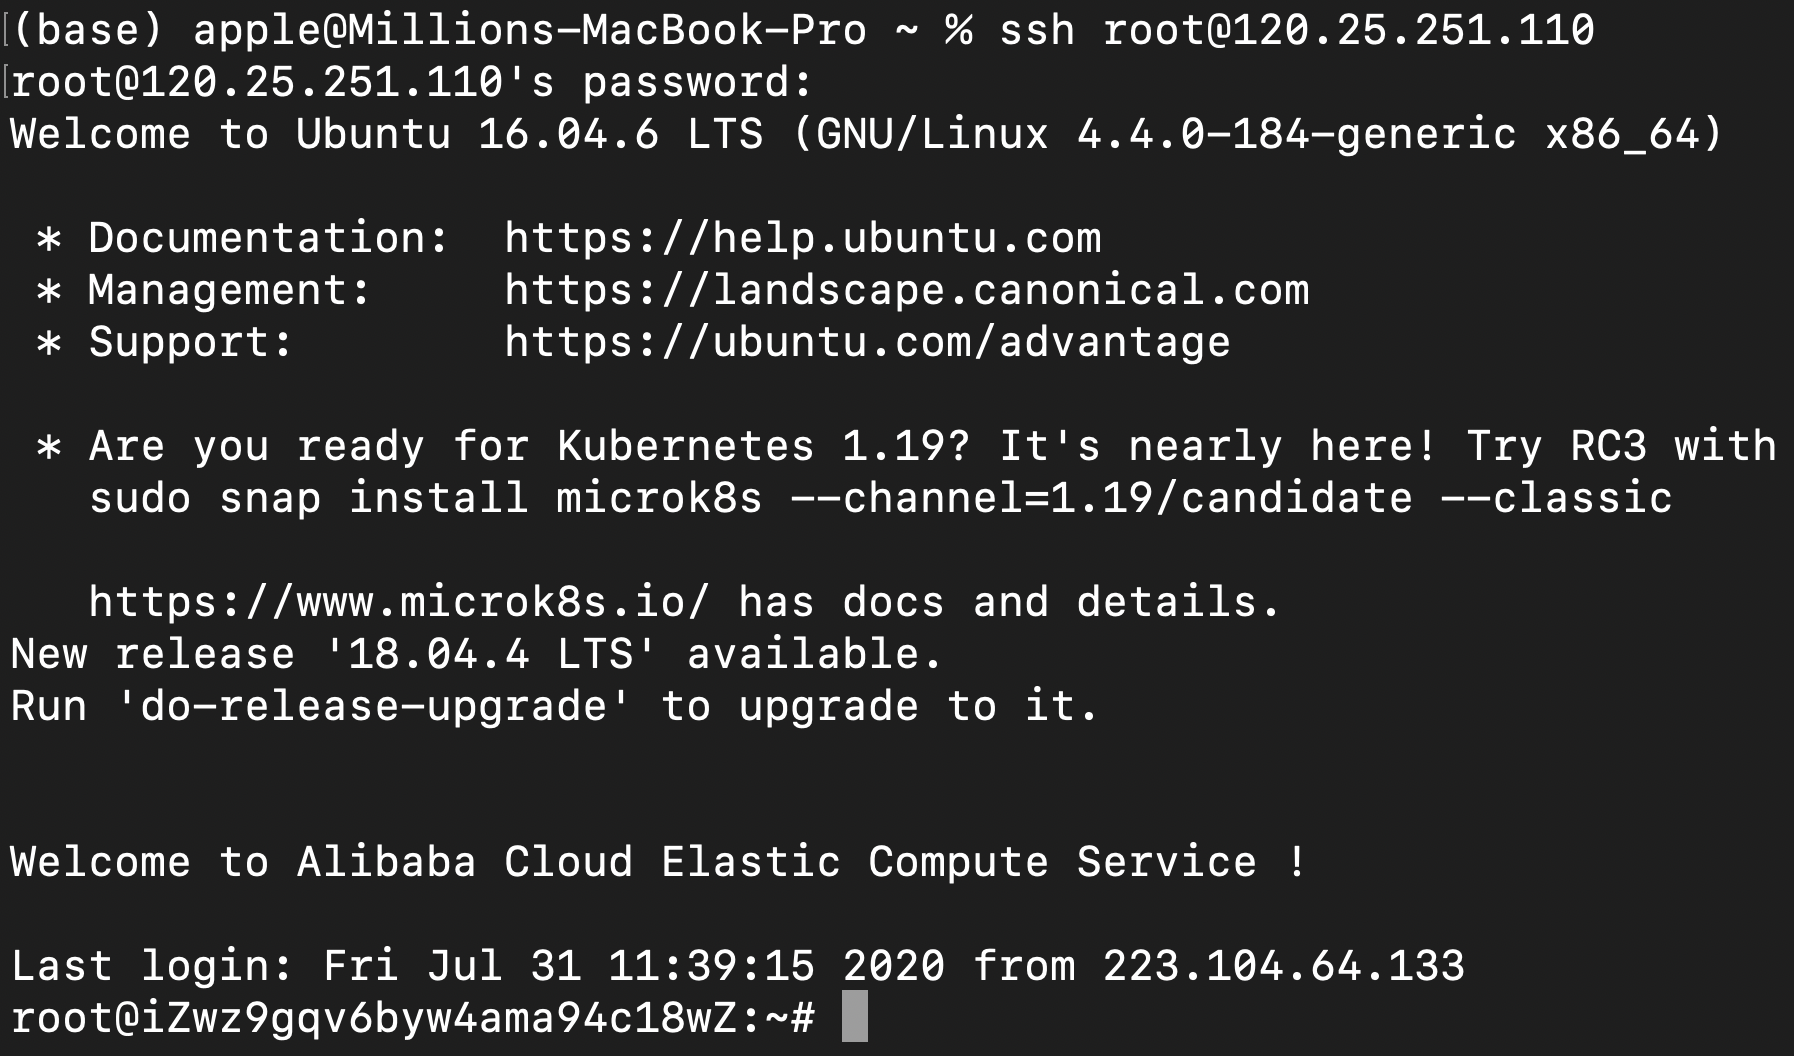 (base) apple@Millions-MacBook-Pro ~ % ssh root@120.25.251.110
root@120.25.251.110's password:
Welcome to Ubuntu 16.04.6 LTS (GNU/Linux 4.4.0-184-generic x86_64)

 * Documentation:  https://help.ubuntu.com
 * Management:     https://landscape.canonical.com
 * Support:        https://ubuntu.com/advantage

 * Are you ready for Kubernetes 1.19? It's nearly here! Try RC3 with
   sudo snap install microk8s --channel=1.19/candidate --classic

   https://www.microk8s.io/ has docs and details.
New release '18.04.4 LTS' available.
Run 'do-release-upgrade' to upgrade to it.

Welcome to Alibaba Cloud Elastic Compute Service !

Last login: Fri Jul 31 11:39:15 2020 from 223.104.64.133
root@iZwz9gqv6byw4ama94c18wZ:~#